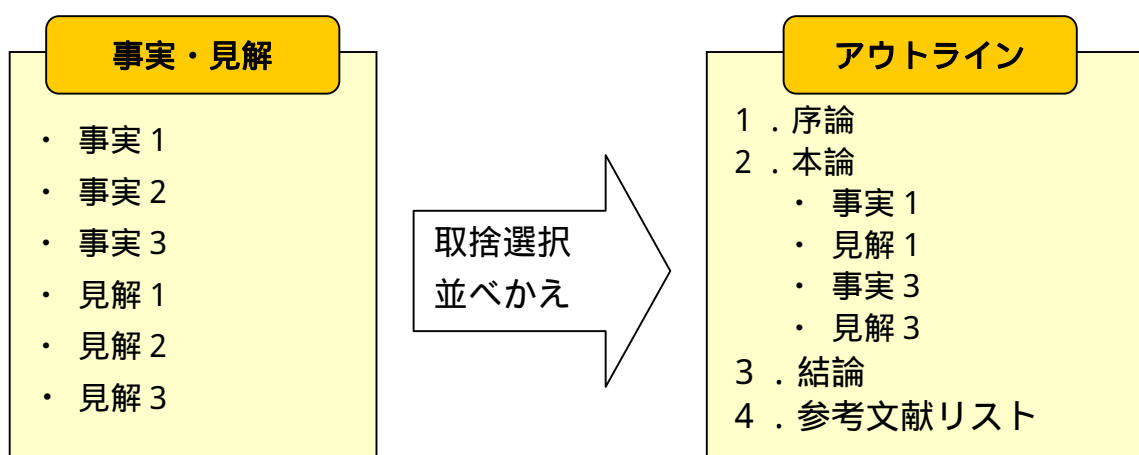 事実・見解
・ 事実 1
・ 事実 2
・ 事実 3
・ 見解 1
・ 見解 2
・ 見解 3
取捨選択
並べかえ
アウトライン
1．序論
2．本論
・ 事実 1
・ 見解 1
・ 事実 3
・ 見解 3
3．結論
4．参考文献リスト